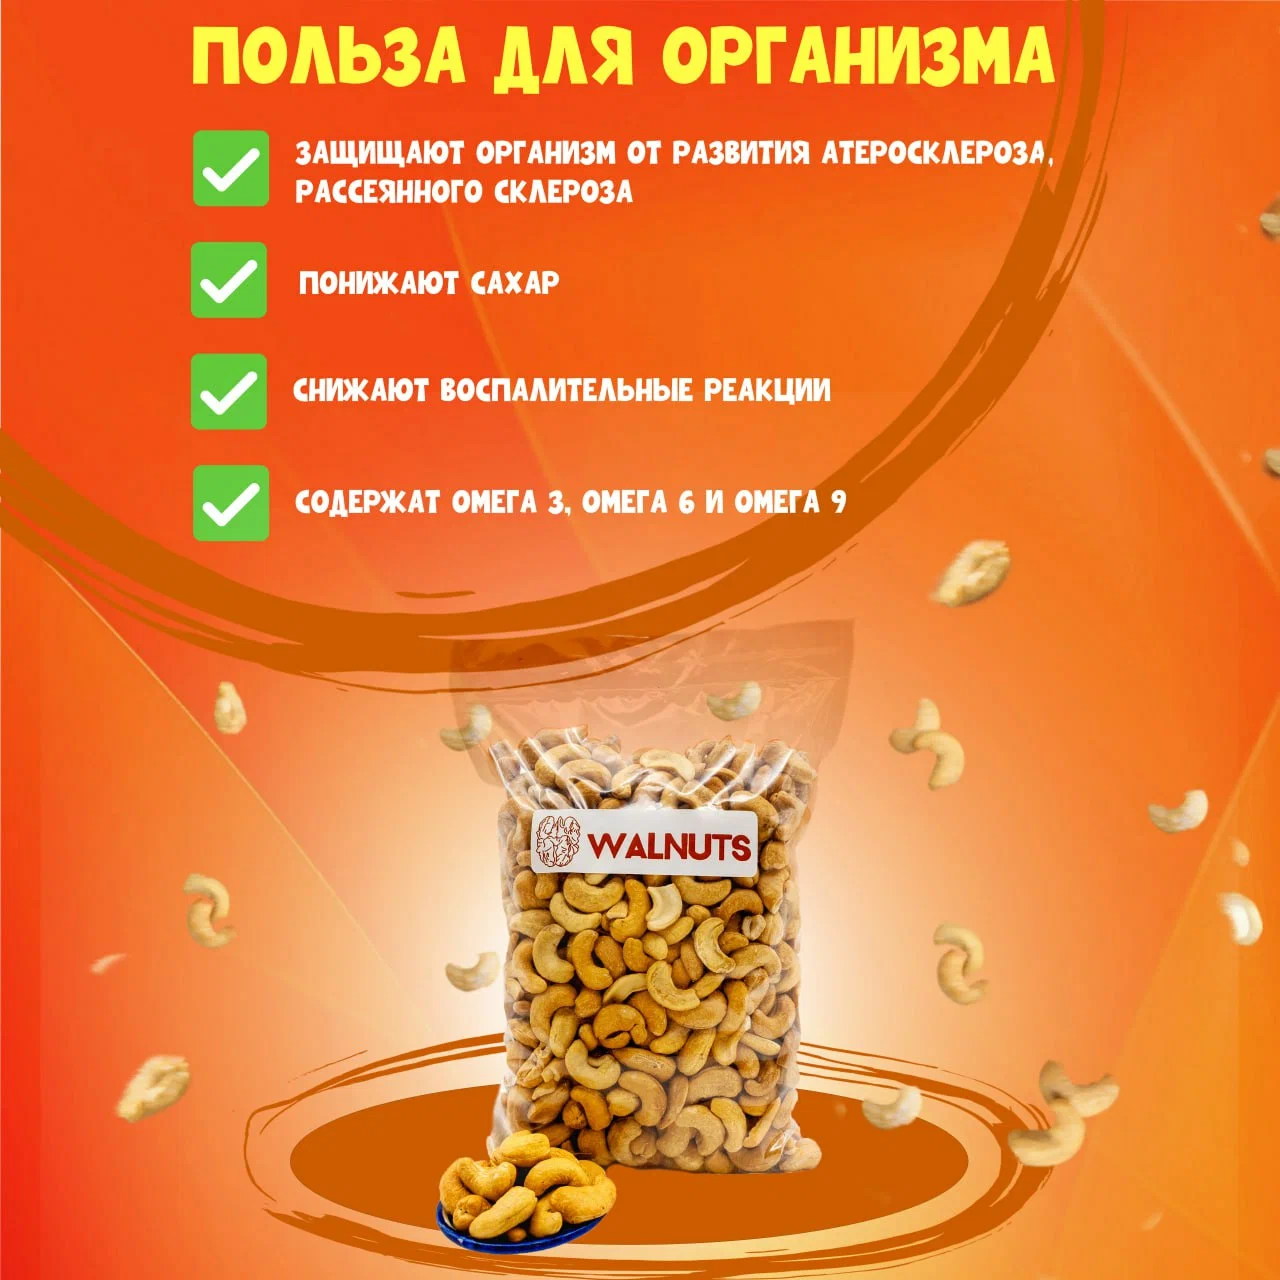 ПОЛЬЗА ДЛЯ ОРГАНИЗМА
ЗАЩИЩАЮТ ОРГАНИЗМ ОТ РАЗВИТИЯ АТЕРОСКЛЕРОЗА,
РАССЕЯННОГО СКЛЕРОЗА
ПОНИЖАЮТ САХАР
СНИЖАЮТ ВОСПАЛИТЕЛЬНЫЕ РЕАКЦИИ
СОДЕРЖАТ ОМЕГА 3, ОМЕГА 6 И ОМЕГА 9
WALNUTS